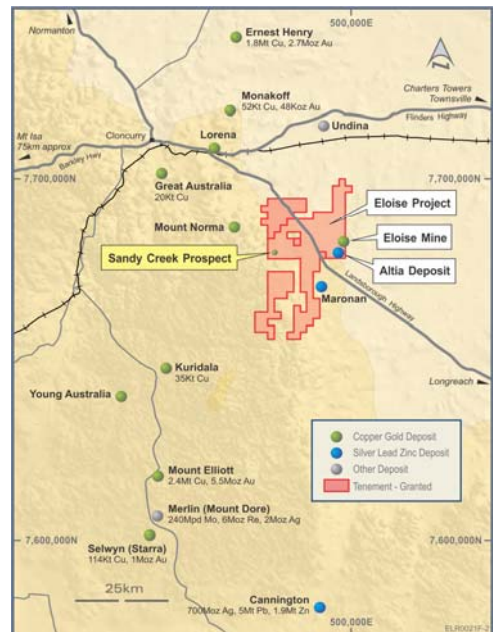 500,000E
Normanton
Ernest Henry
1.8Mt Cu, 2.7Moz Au
Monakoff
52Kt Cu, 48Koz Au
Charters Towers
Townsville
Flinders Highway
Undina
Mt Isa
75km approx
Cloncurry
Lorena
Barkley Hwy
7,700,000N
7,700,000N
Great Australia
20Kt Cu
Eloise Project
Mount Norma
Eloise Mine
Sandy Creek Prospect
Altia Deposit
Maronan
Landsborough Highway
Kuridala
35Kt Cu
Longreach
Young Australia
Copper Gold Deposit
Silver Lead Zinc Deposit
Other Deposit
Tenement - Granted
Mount Elliott
2.4Mt Cu, 5.5Moz Au
Merlin (Mount Dore)
240Mpd Mo, 6Moz Re, 2Moz Ag
7,600,000N
7,600,000N
Selwyn (Starra)
114Kt Cu, 1Moz Au
25km
Cannington
700Moz Ag, 5Mt Pb, 1.9Mt Zn
500,000E
ELR0021F-2